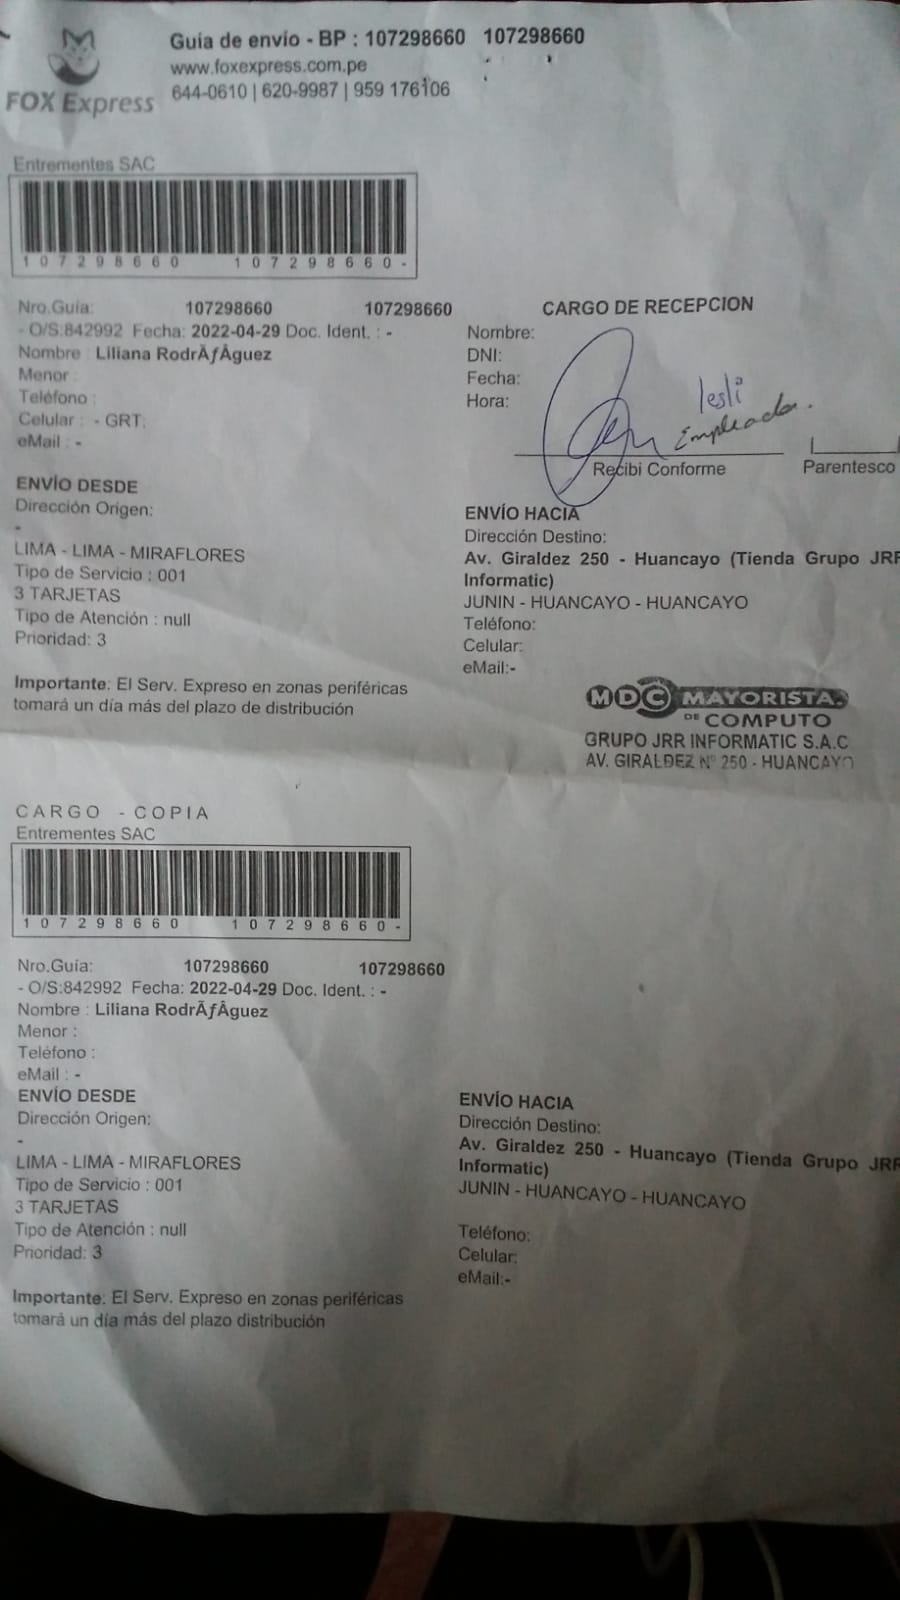 Guia de envio - BP : 107298660 107298660
www.foxexpress.com.pe
644-0610 | 620-9987 | 959 176106
FOX Express
Entrementes SAC
107298660 107298660-
Nro.Guía: 107298660 107298660
- O/S:842992 Fecha: 2022-04-29 Doc. Ident. : -
Nombre : Liliana RodrÃƒÂguez
Menor :
Teléfono :
Celular : - GRT:
eMail : -
CARGO DE RECEPCION
Nombre:
DNI:
Fecha:
Hora:
lesli
Empleada.
Recibi Conforme
Parentesco
ENVÍO DESDE
Dirección Origen:
-
LIMA - LIMA - MIRAFLORES
Tipo de Servicio : 001
3 TARJETAS
Tipo de Atención : null
Prioridad: 3
ENVÍO HACIA
Dirección Destino:
Av. Giraldez 250 - Huancayo (Tienda Grupo JRR
Informatic)
JUNIN - HUANCAYO - HUANCAYO
Teléfono:
Celular:
eMail:-
Importante: El Serv. Expreso en zonas periféricas
tomará un día más del plazo de distribución
MDC MAYORISTA
DE COMPUTO
GRUPO JRR INFORMATIC S.A.C
AV. GIRALDEZ Nº 250 - HUANCAYO
CARGO - COPIA
Entrementes SAC
107298660 107298660-
Nro.Guía: 107298660 107298660
- O/S:842992 Fecha: 2022-04-29 Doc. Ident. : -
Nombre : Liliana RodrÃƒÂguez
Menor :
Teléfono :
eMail : -
ENVÍO DESDE
Dirección Origen:
-
LIMA - LIMA - MIRAFLORES
Tipo de Servicio : 001
3 TARJETAS
Tipo de Atención : null
Prioridad: 3
ENVÍO HACIA
Dirección Destino:
Av. Giraldez 250 - Huancayo (Tienda Grupo JRR
Informatic)
JUNIN - HUANCAYO - HUANCAYO
Teléfono:
Celular:
eMail:-
Importante: El Serv. Expreso en zonas periféricas
tomará un día más del plazo distribución